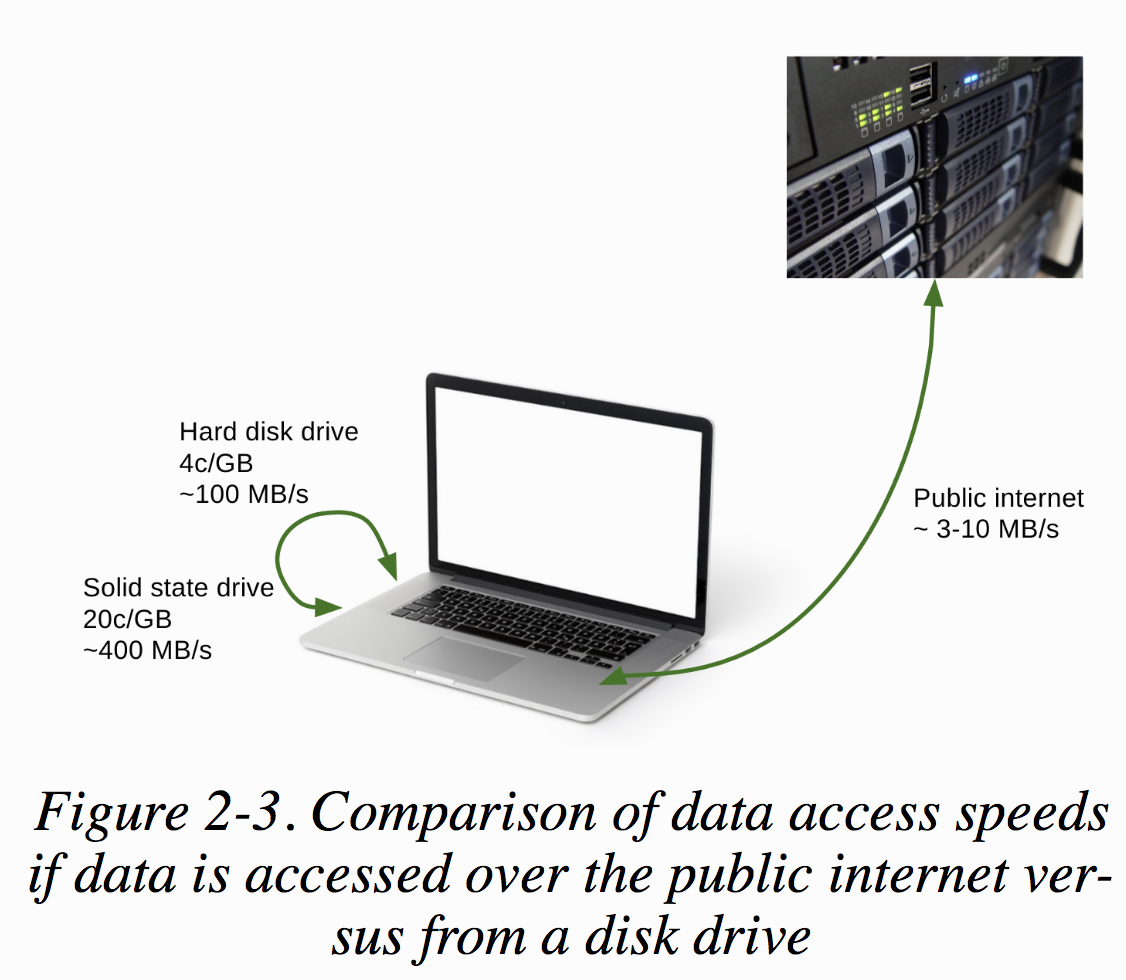 Hard disk drive
4c/GB
~100 MB/s
Solid state drive
20c/GB
~400 MB/s
Public internet
~ 3-10 MB/s
Figure 2-3. Comparison of data access speeds
if data is accessed over the public internet ver-
sus from a disk drive